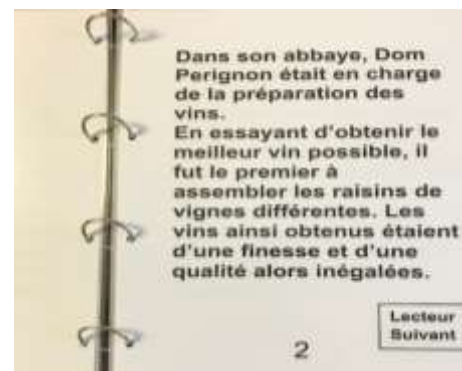 Dans son abbaye, Dom
Perignon était en charge
de la préparation des
vins.
En essayant d'obtenir le
meilleur vin possible, il
fut le premier à
assembler les raisins de
vignes différentes. Les
vins ainsi obtenus étaient
d'une finesse et d'une
qualité alors inégalées.
Lecteur
Suivant
2